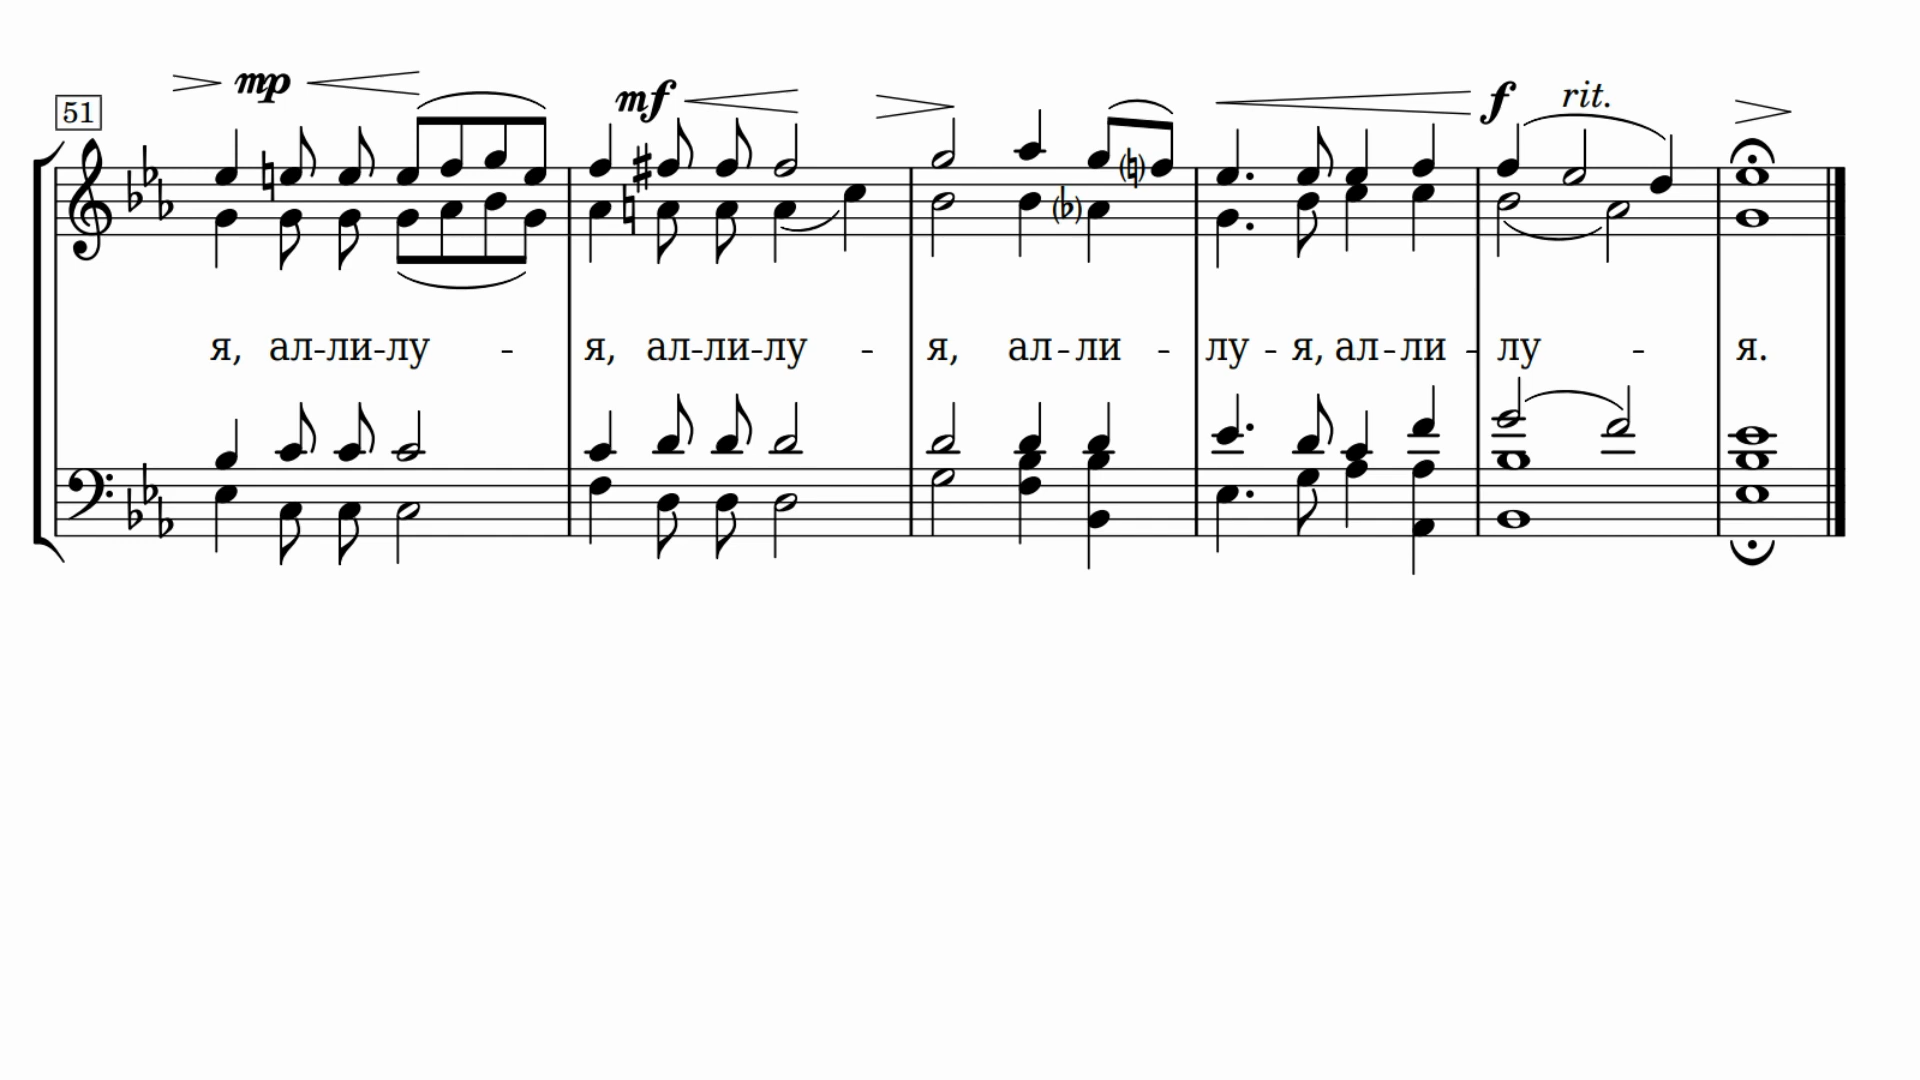 mp mf f rit.
51
я, ал-ли-лу - я, ал-ли-лу - я, ал-ли - лу - я, ал-ли - лу - я.